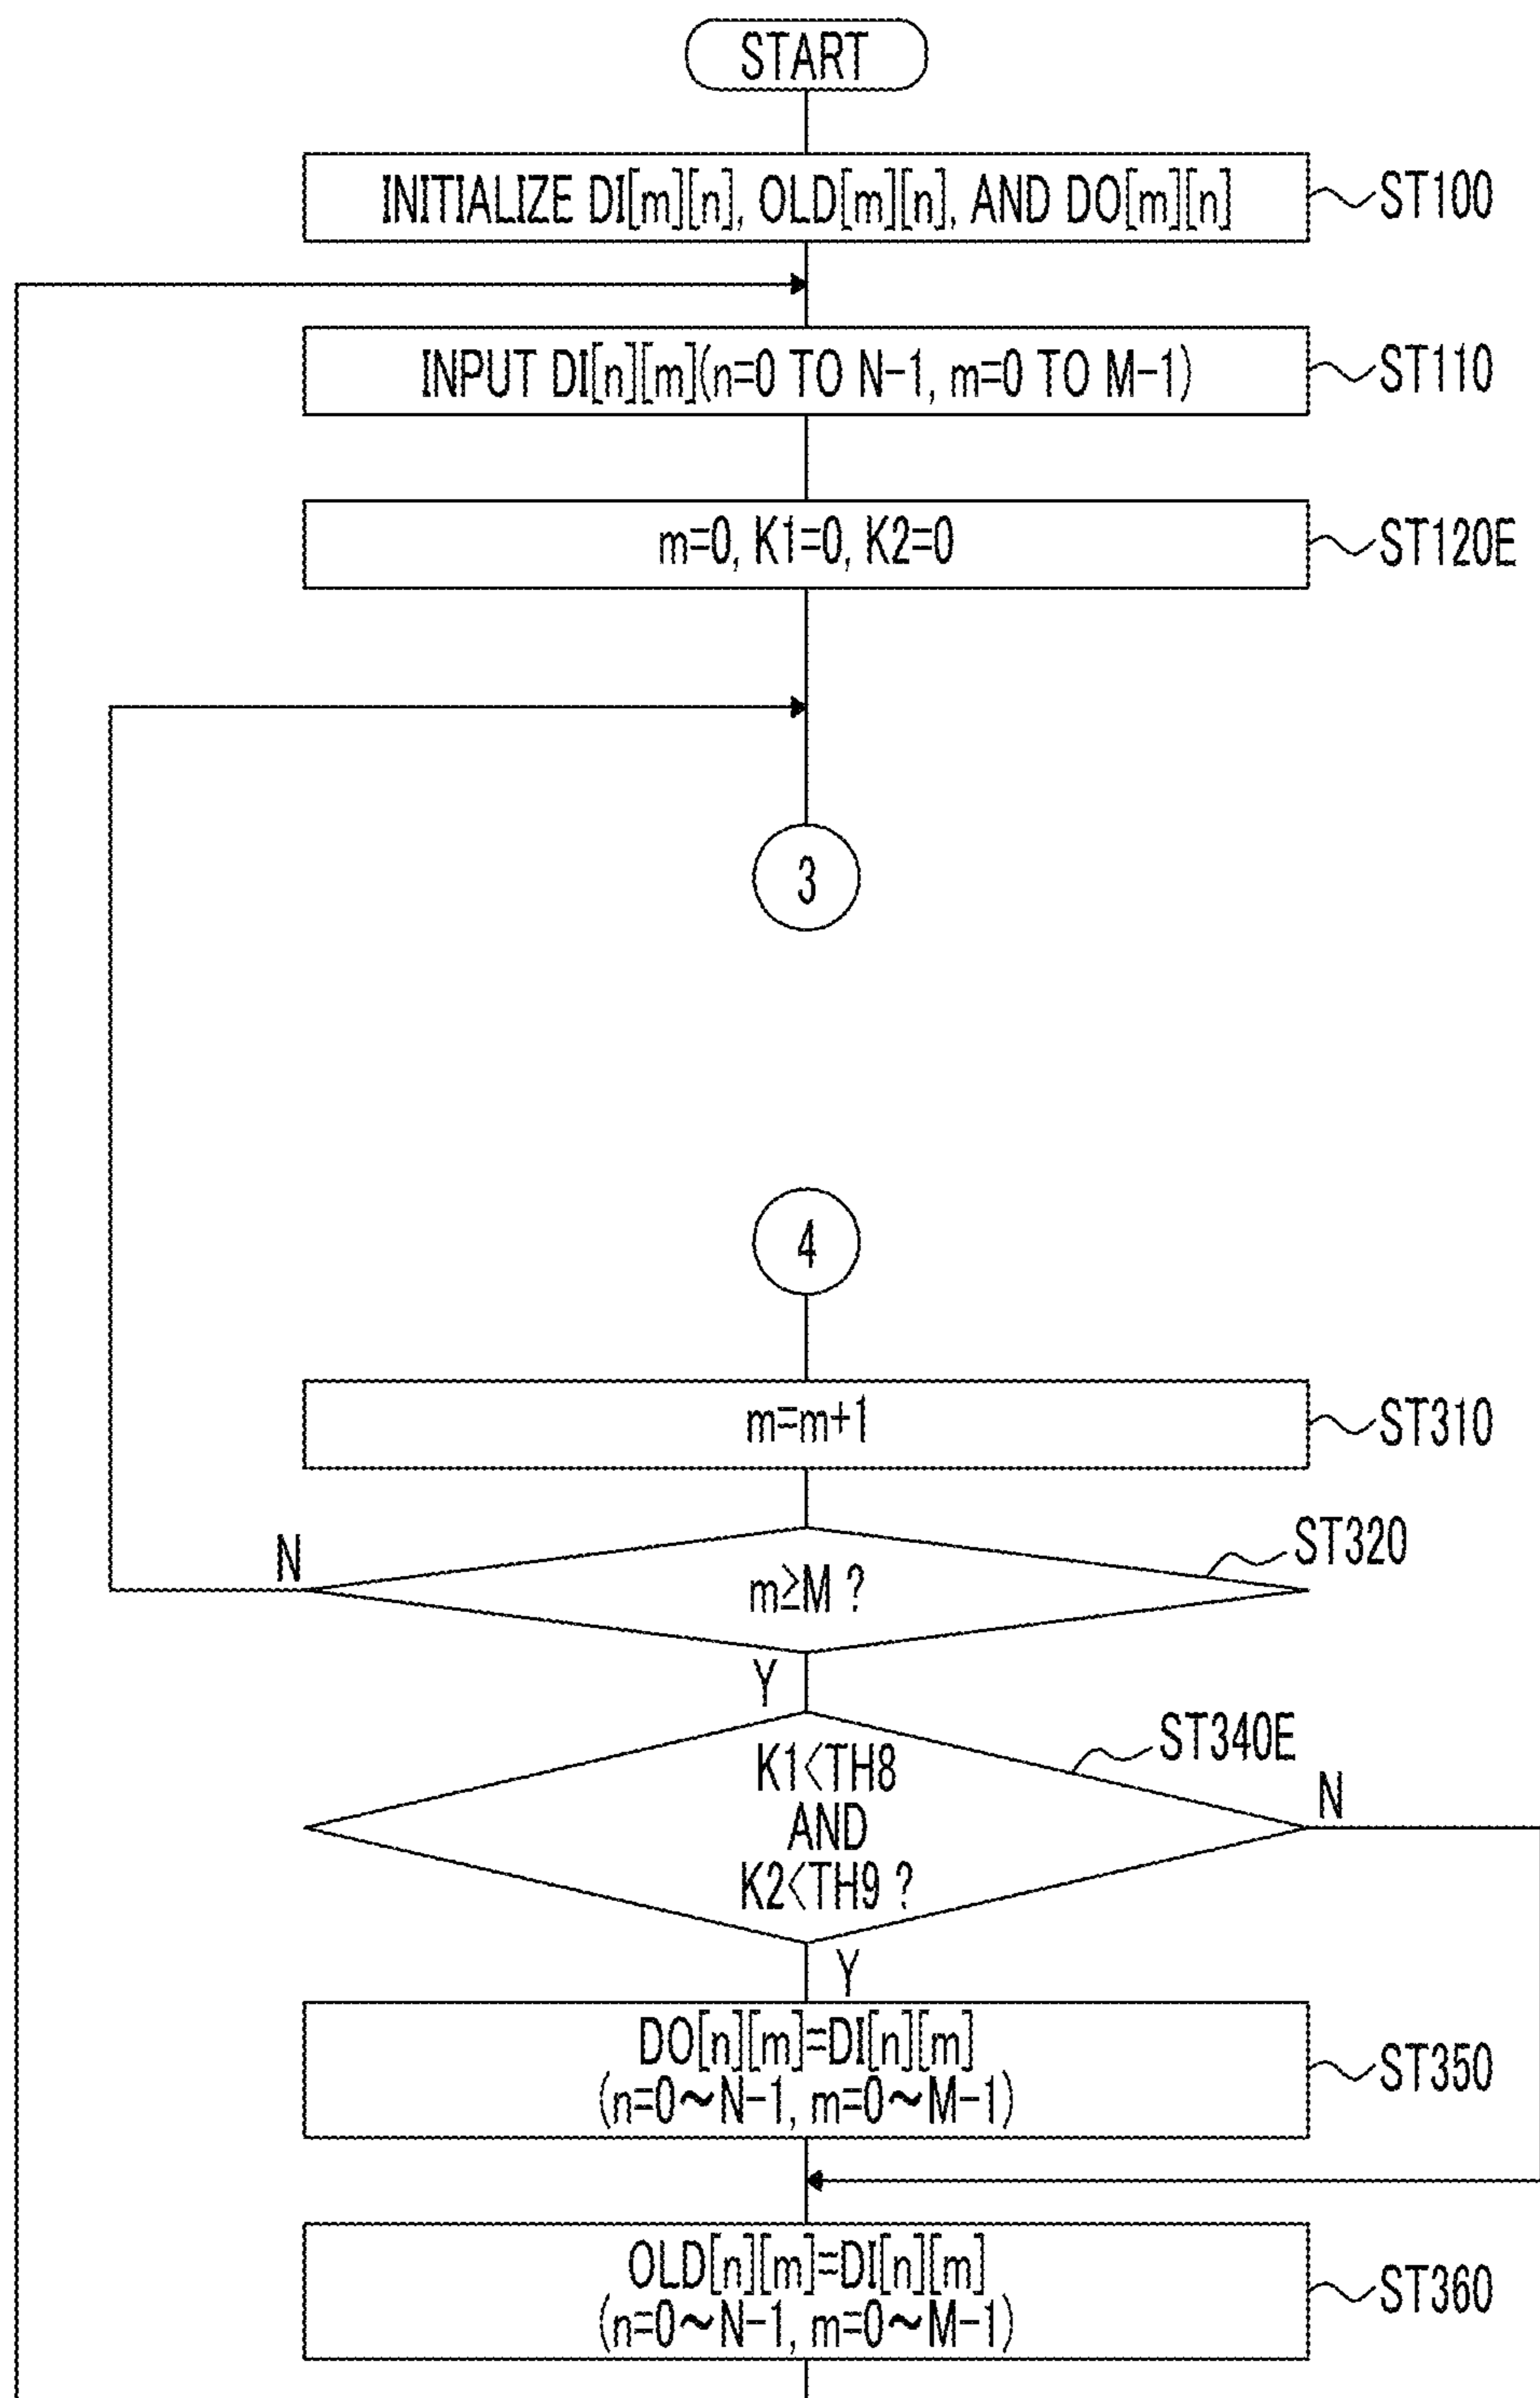 START
INITIALIZE DI[m][n], OLD[m][n], AND DO[m][n]
ST100
INPUT DI[n][m](n=0 TO N-1, m=0 TO M-1)
ST110
m=0, K1=0, K2=0
ST120E
3
4
m=m+1
ST310
N
m≥M ?
ST320
Y
K1<TH8
AND
K2<TH9 ?
ST340E
N
Y
DO[n][m]=DI[n][m]
(n=0~N-1, m=0~M-1)
ST350
OLD[n][m]=DI[n][m]
(n=0~N-1, m=0~M-1)
ST360